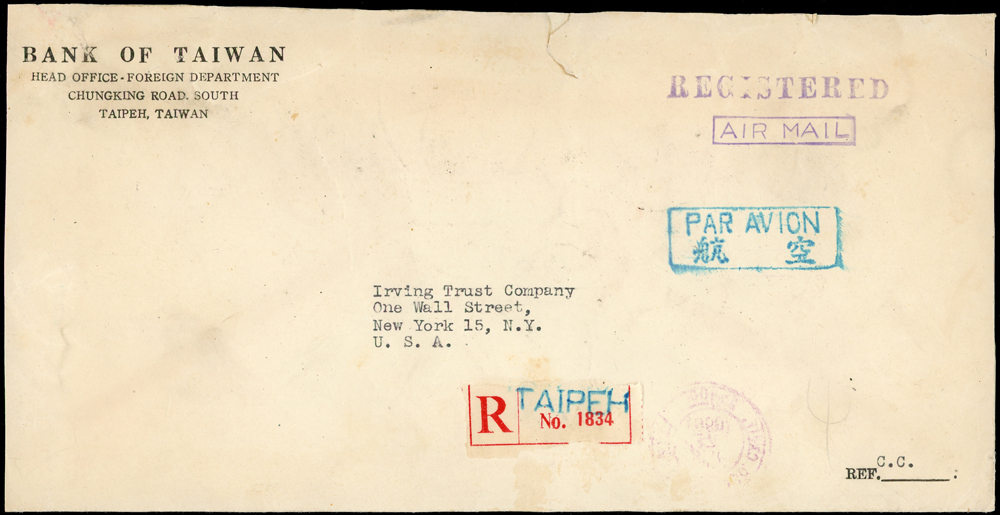 BANK OF TAIWAN
HEAD OFFICE - FOREIGN DEPARTMENT
CHUNGKING ROAD. SOUTH
TAIPEH, TAIWAN
REGISTERED
AIR MAIL
PAR AVION
航 空
Irving Trust Company
One Wall Street,
New York 15, N.Y.
U. S. A.
R
TAIPEH
No. 1834
C.C.
REF. :